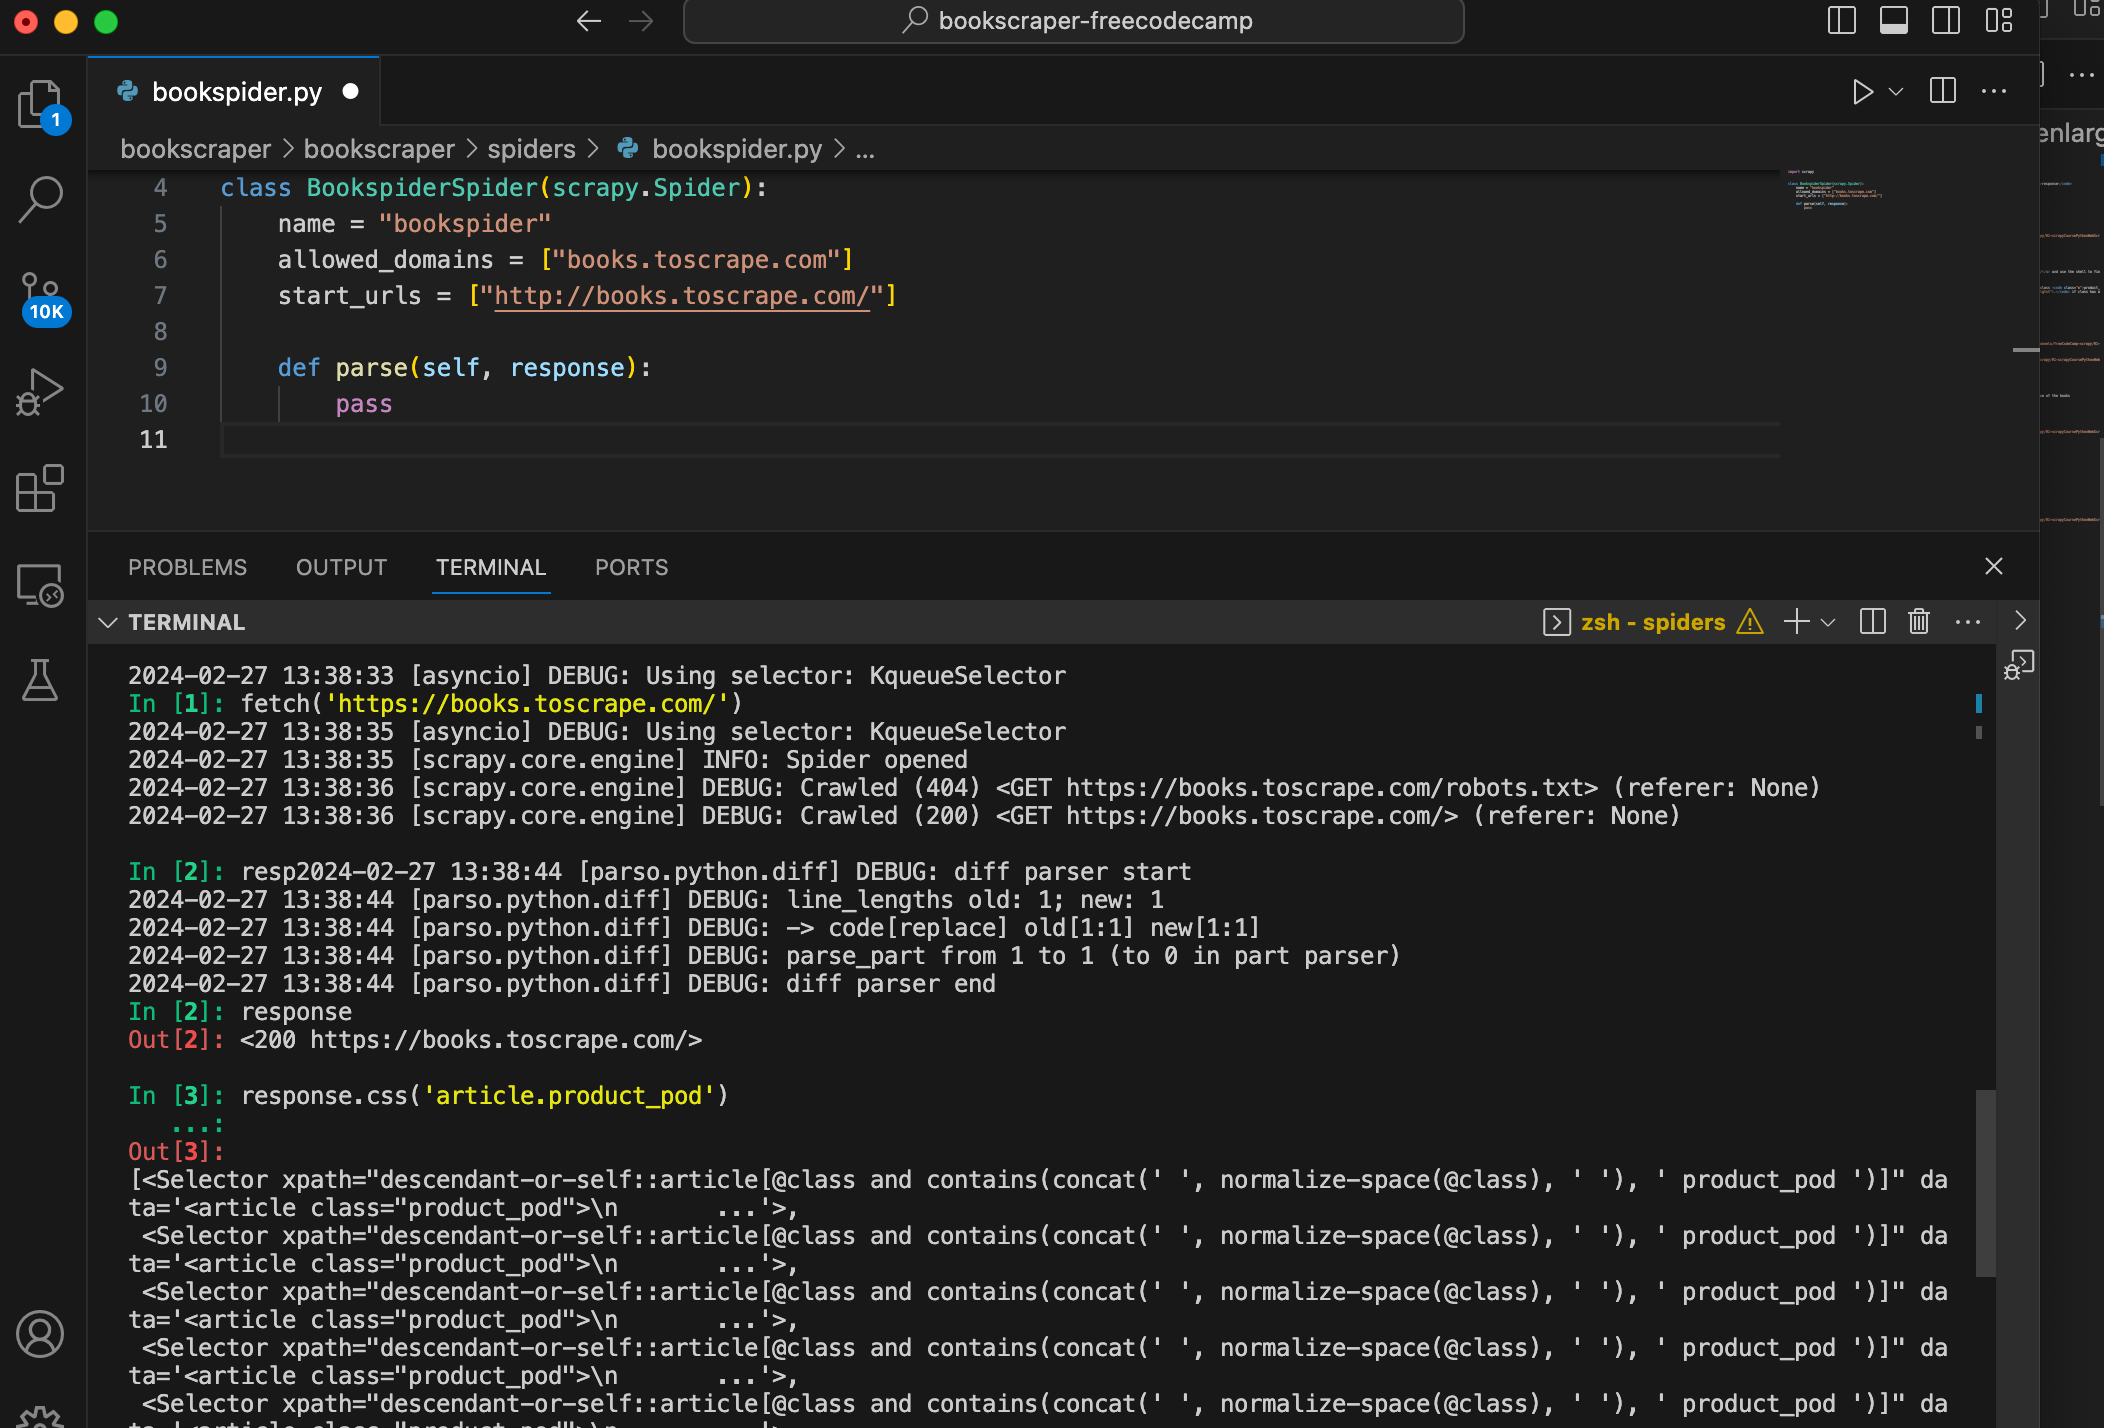 bookscraper-freecodecamp
bookspider.py
bookscraper > bookscraper > spiders > bookspider.py > ...
enlarg
1
10K
4 class BookspiderSpider(scrapy.Spider):
5 name = "bookspider"
6 allowed_domains = ["books.toscrape.com"]
7 start_urls = ["http://books.toscrape.com/"]
8
9 def parse(self, response):
10 pass
11
PROBLEMS OUTPUT TERMINAL PORTS
TERMINAL zsh - spiders
2024-02-27 13:38:33 [asyncio] DEBUG: Using selector: KqueueSelector
In [1]: fetch('https://books.toscrape.com/')
2024-02-27 13:38:35 [asyncio] DEBUG: Using selector: KqueueSelector
2024-02-27 13:38:35 [scrapy.core.engine] INFO: Spider opened
2024-02-27 13:38:36 [scrapy.core.engine] DEBUG: Crawled (404) <GET https://books.toscrape.com/robots.txt> (referer: None)
2024-02-27 13:38:36 [scrapy.core.engine] DEBUG: Crawled (200) <GET https://books.toscrape.com/> (referer: None)
In [2]: resp2024-02-27 13:38:44 [parso.python.diff] DEBUG: diff parser start
2024-02-27 13:38:44 [parso.python.diff] DEBUG: line_lengths old: 1; new: 1
2024-02-27 13:38:44 [parso.python.diff] DEBUG: -> code[replace] old[1:1] new[1:1]
2024-02-27 13:38:44 [parso.python.diff] DEBUG: parse_part from 1 to 1 (to 0 in part parser)
2024-02-27 13:38:44 [parso.python.diff] DEBUG: diff parser end
In [2]: response
Out[2]: <200 https://books.toscrape.com/>
In [3]: response.css('article.product_pod')
...:
Out[3]:
[<Selector xpath="descendant-or-self::article[@class and contains(concat(' ', normalize-space(@class), ' '), ' product_pod ')]" da
ta='<article class="product_pod">\n ...'>,
<Selector xpath="descendant-or-self::article[@class and contains(concat(' ', normalize-space(@class), ' '), ' product_pod ')]" da
ta='<article class="product_pod">\n ...'>,
<Selector xpath="descendant-or-self::article[@class and contains(concat(' ', normalize-space(@class), ' '), ' product_pod ')]" da
ta='<article class="product_pod">\n ...'>,
<Selector xpath="descendant-or-self::article[@class and contains(concat(' ', normalize-space(@class), ' '), ' product_pod ')]" da
ta='<article class="product_pod">\n ...'>,
<Selector xpath="descendant-or-self::article[@class and contains(concat(' ', normalize-space(@class), ' '), ' product_pod ')]" da
ta='<article class="product_pod">\n ...'>,